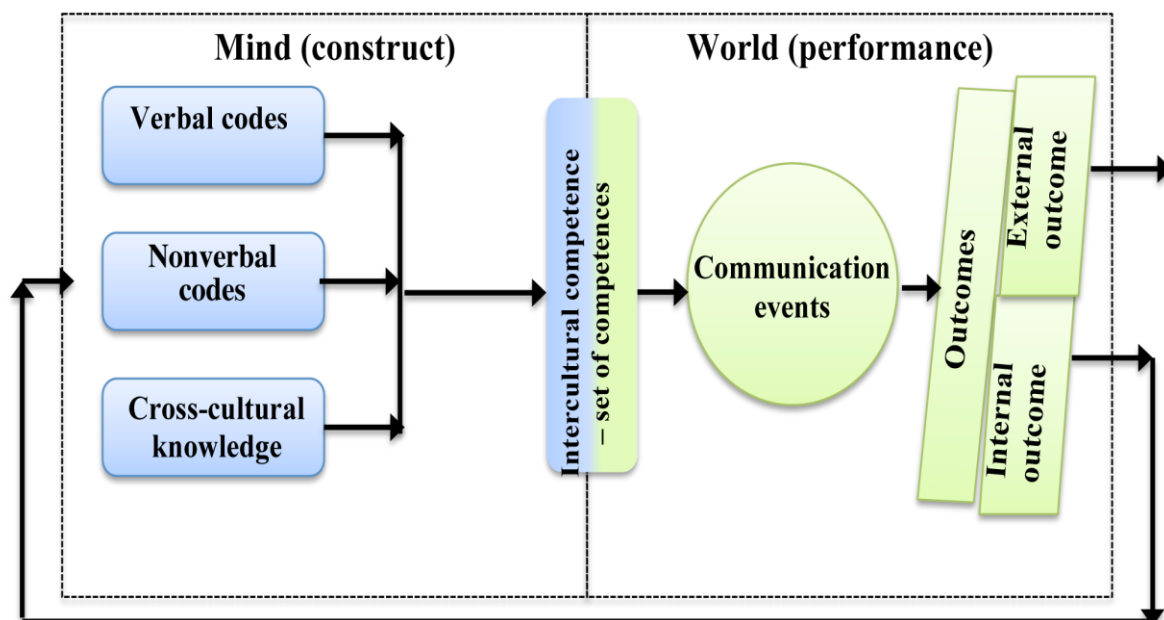 Mind (construct)
World (performance)
Verbal codes
Nonverbal
codes
Cross-cultural
knowledge
Intercultural competence
– set of competences
Communication
events
Outcomes
External
outcome
Internal
outcome